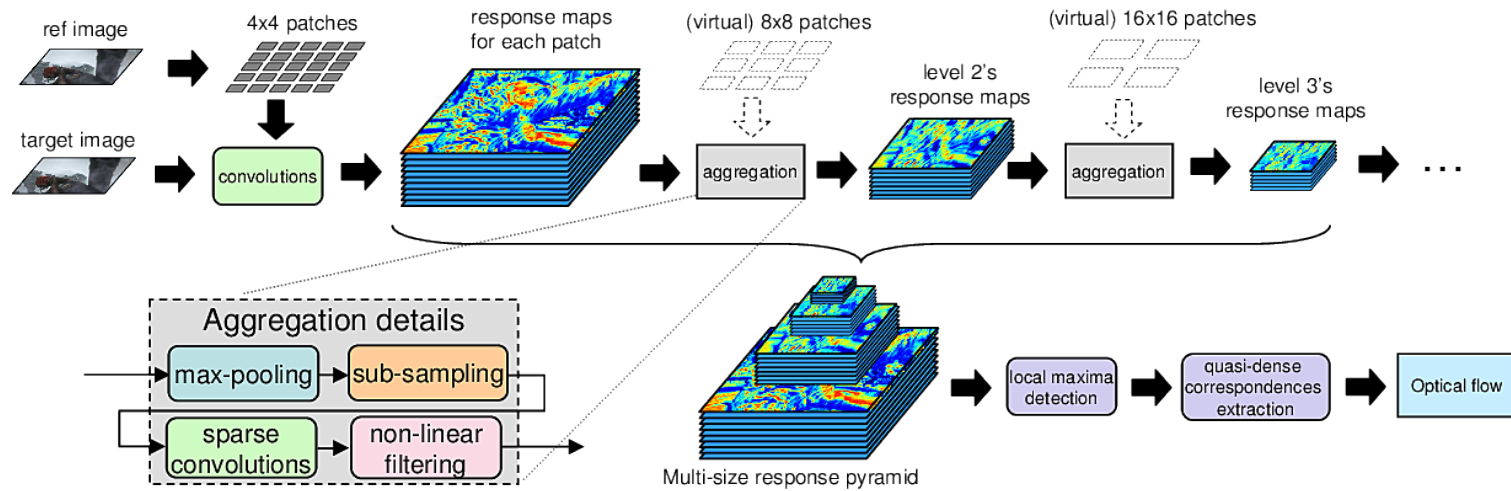 ref image
4x4 patches
response maps
for each patch
(virtual) 8x8 patches
level 2's
response maps
(virtual) 16x16 patches
level 3's
response maps
target image
convolutions
aggregation
aggregation
...
Aggregation details
max-pooling
sub-sampling
sparse
convolutions
non-linear
filtering
Multi-size response pyramid
local maxima
detection
quasi-dense
correspondences
extraction
Optical flow